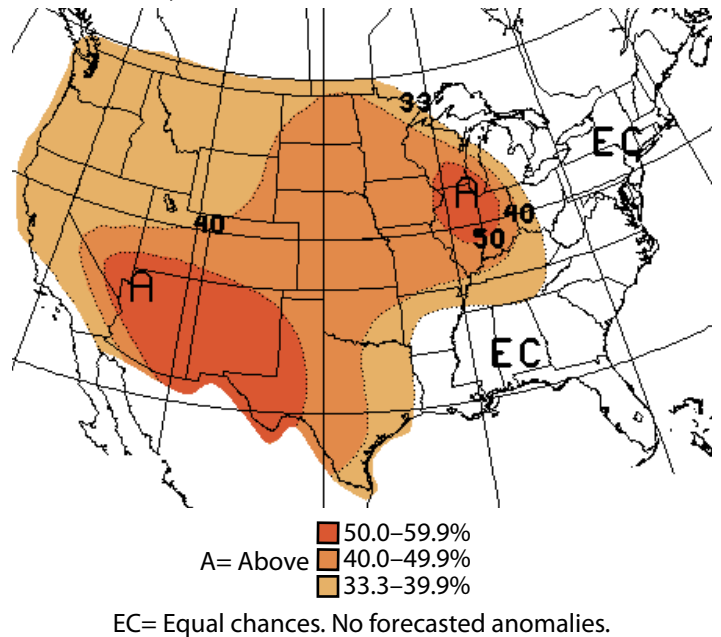 33
EC
A
40
40
50
A
EC
A= Above
50.0–59.9%
40.0–49.9%
33.3–39.9%
EC= Equal chances. No forecasted anomalies.